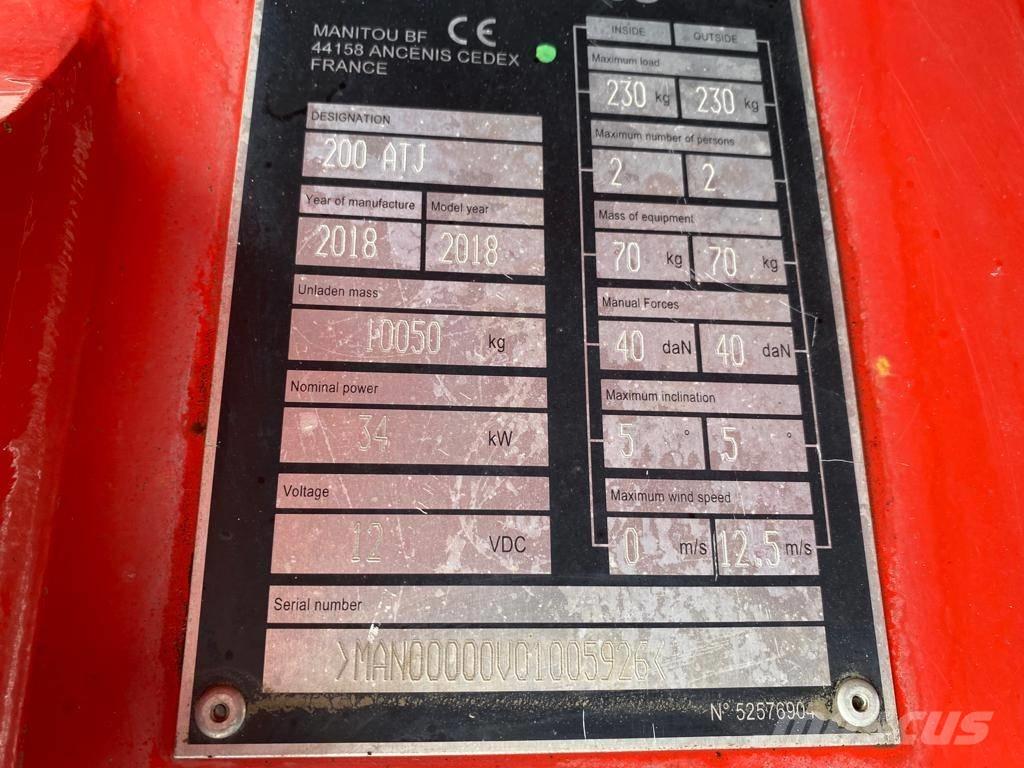 MANITOU BF CE
44158 ANCENIS CEDEX
FRANCE
DESIGNATION
200 ATJ
Year of manufacture Model year
2018 2018
Unladen mass
10050 kg
Nominal power
34 kW
Voltage
12 VDC
INSIDE OUTSIDE
Maximum load
230 kg 230 kg
Maximum number of persons
2 2
Mass of equipment
70 kg 70 kg
Manual Forces
40 daN 40 daN
Maximum inclination
5 ° 5 °
Maximum wind speed
0 m/s 12.5 m/s
Serial number
>MAN00000V01005926<
N° 52576904